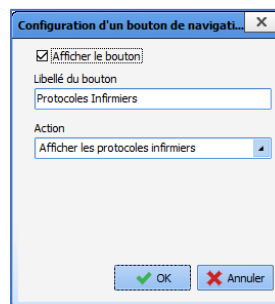 Configuration d'un bouton de navigati...
Afficher le bouton
Libellé du bouton
Protocoles Infirmiers
Action
Afficher les protocoles infirmiers
OK
Annuler